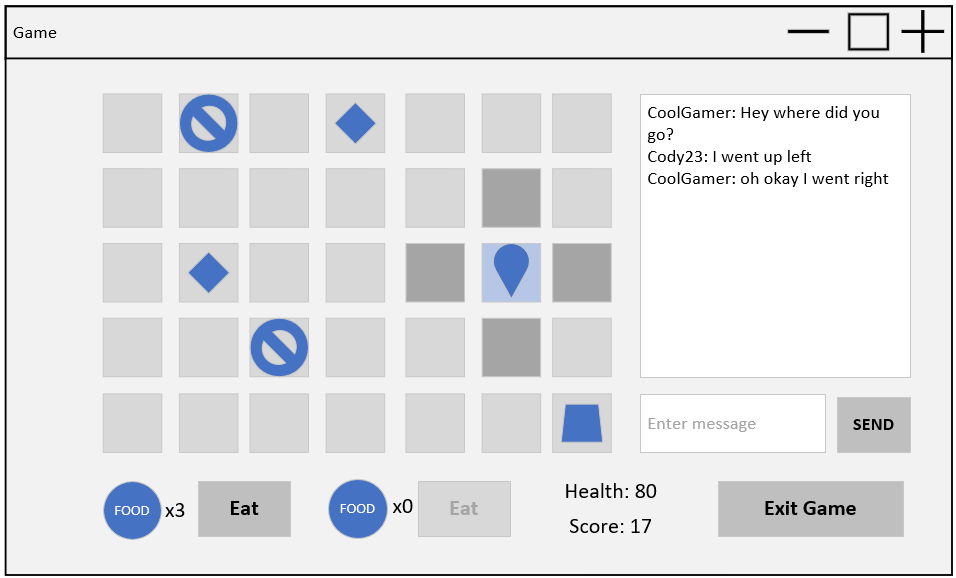 Game
CoolGamer: Hey where did you
go?
Cody23: I went up left
CoolGamer: oh okay I went right
Enter message
SEND
FOOD x3 Eat
FOOD x0 Eat
Health: 80
Score: 17
Exit Game